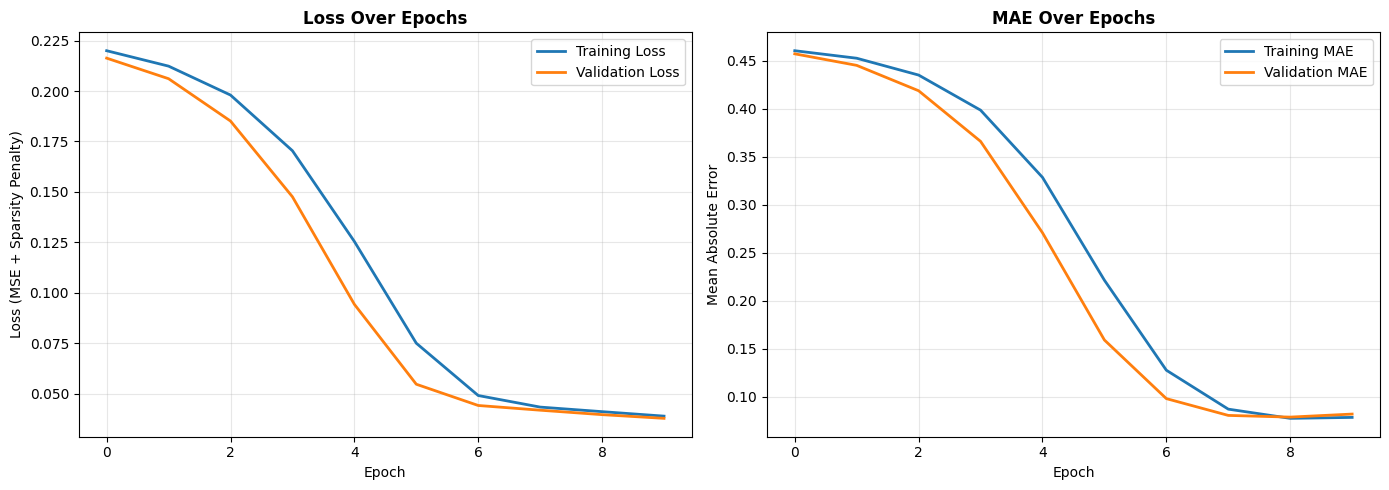 Loss Over Epochs
Loss (MSE + Sparsity Penalty)
0.225
0.200
0.175
0.150
0.125
0.100
0.075
0.050
Training Loss
Validation Loss
0 2 4 6 8
Epoch
MAE Over Epochs
Mean Absolute Error
0.45
0.40
0.35
0.30
0.25
0.20
0.15
0.10
Training MAE
Validation MAE
0 2 4 6 8
Epoch